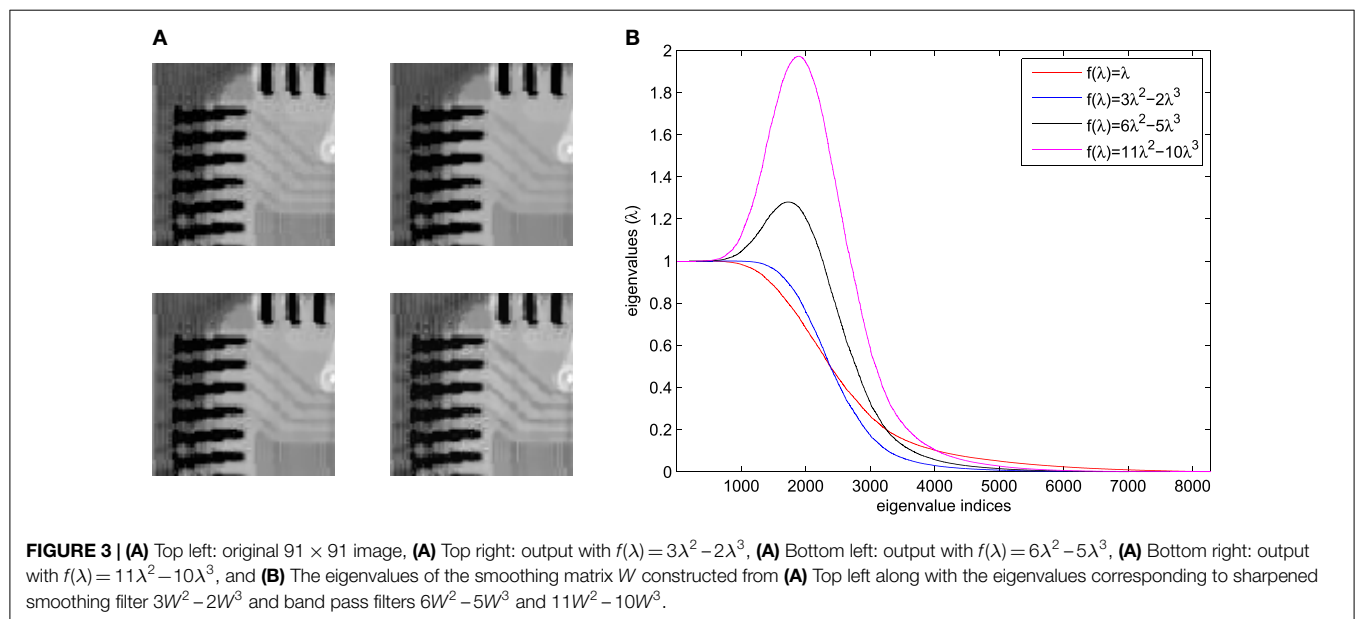 A
B
2
1.8
1.6
1.4
1.2
1
0.8
0.6
0.4
0.2
0
eigenvalues (λ)
f(λ)=λ
f(λ)=3λ²−2λ³
f(λ)=6λ²−5λ³
f(λ)=11λ²−10λ³
1000 2000 3000 4000 5000 6000 7000 8000
eigenvalue indices
FIGURE 3 | (A) Top left: original 91 × 91 image, (A) Top right: output with f(λ) = 3λ² – 2λ³, (A) Bottom left: output with f(λ) = 6λ² – 5λ³, (A) Bottom right: output
with f(λ) = 11λ² – 10λ³, and (B) The eigenvalues of the smoothing matrix W constructed from (A) Top left along with the eigenvalues corresponding to sharpened
smoothing filter 3W² – 2W³ and band pass filters 6W² – 5W³ and 11W² – 10W³.